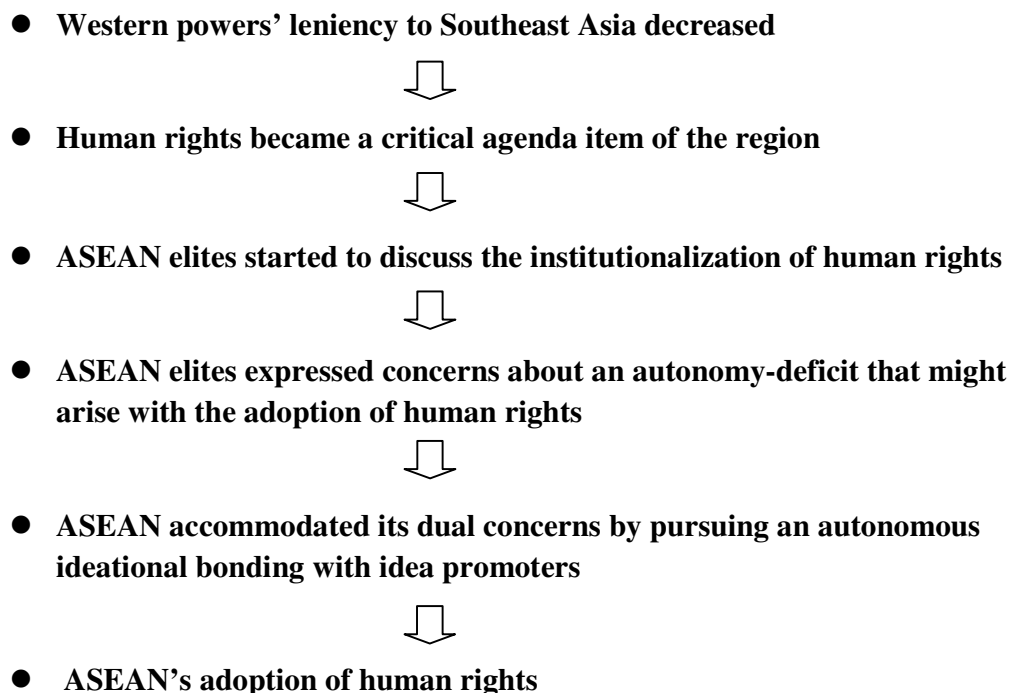 ● Western powers’ leniency to Southeast Asia decreased
● Human rights became a critical agenda item of the region
● ASEAN elites started to discuss the institutionalization of human rights
● ASEAN elites expressed concerns about an autonomy-deficit that might
arise with the adoption of human rights
● ASEAN accommodated its dual concerns by pursuing an autonomous
ideational bonding with idea promoters
● ASEAN’s adoption of human rights